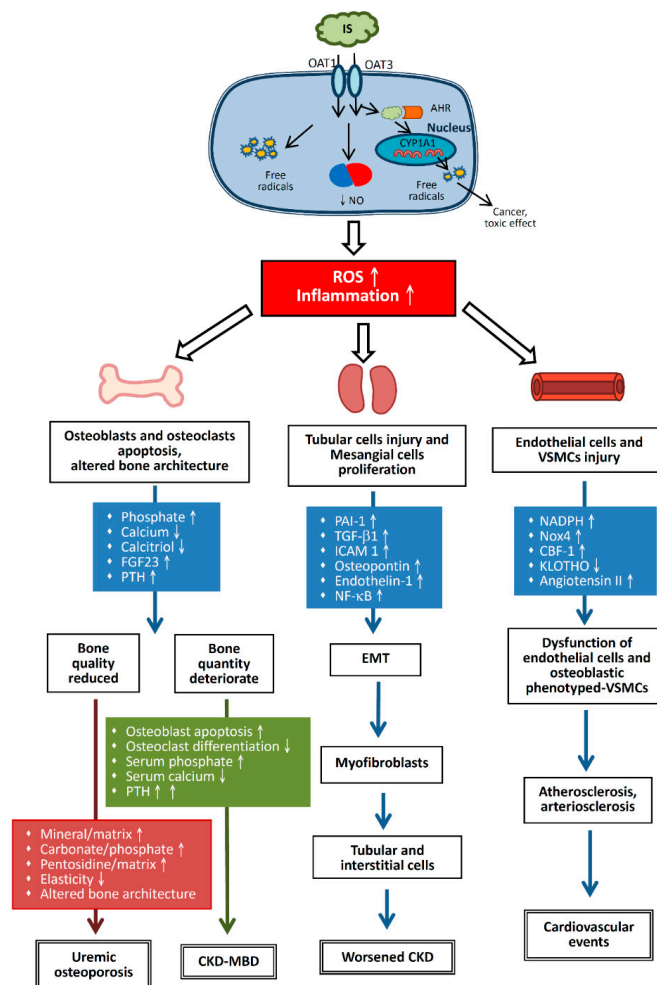 IS
OAT1
OAT3
AHR
Nucleus
CYP1A1
Free
radicals
↓ NO
Free
radicals
Cancer,
toxic effect
ROS ↑
Inflammation ↑
Osteoblasts and osteoclasts
apoptosis,
altered bone architecture
Phosphate ↑
Calcium ↓
Calcitriol ↓
FGF23 ↑
PTH ↑
Bone
quality
reduced
Bone
quantity
deteriorate
Osteoblast apoptosis ↑
Osteoclast differentiation ↓
Serum phosphate ↑
Serum calcium ↓
PTH ↑ ↑
Mineral/matrix ↑
Carbonate/phosphate ↑
Pentosidine/matrix ↑
Elasticity ↓
Altered bone architecture
Uremic
osteoporosis
CKD-MBD
Tubular cells injury and
Mesangial cells
proliferation
PAI-1 ↑
TGF-β1 ↑
ICAM 1 ↑
Osteopontin ↑
Endothelin-1 ↑
NF-κB ↑
EMT
Myofibroblasts
Tubular and
interstitial cells
Worsened CKD
Endothelial cells and
VSMCs injury
NADPH ↑
Nox4 ↑
CBF-1 ↑
KLOTHO ↓
Angiotensin II ↑
Dysfunction of
endothelial cells and
osteoblastic
phenotyped-VSMCs
Atherosclerosis,
arteriosclerosis
Cardiovascular
events